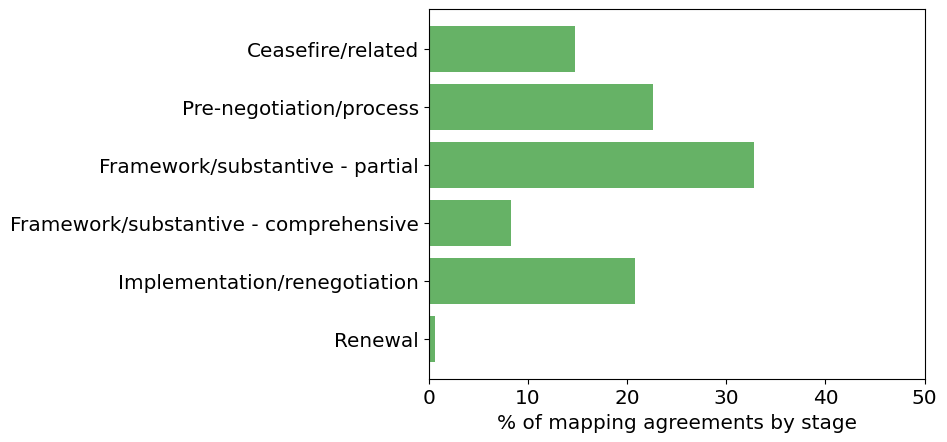 Ceasefire/related
Pre-negotiation/process
Framework/substantive - partial
Framework/substantive - comprehensive
Implementation/renegotiation
Renewal
0 10 20 30 40 50
% of mapping agreements by stage